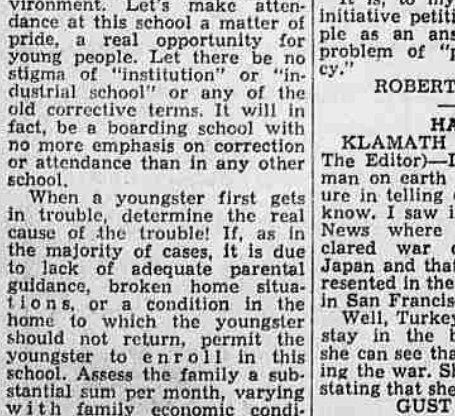 vironment. Let's make atten-
dance at this school a matter of
pride, a real opportunity for
young people. Let there be no
stigma of "institution" or "in-
dustrial school" or any of the
old corrective terms. It will in
fact, be a boarding school with
no more emphasis on correction
or attendance than in any other
school.
When a youngster first gets
in trouble, determine the real
cause of the trouble! If, as in
the majority of cases, it is due
to lack of adequate parental
guidance, broken home situa-
tions, or a condition in the
home to which the youngster
should not return, permit the
youngster to enroll in this
school. Assess the family a sub-
stantial sum per month, varying
with family economic condi-
It is, to my
initiative petiti
ple as an ans
problem of "p
cy."
ROBERT
HA
KLAMATH
The Editor)—I
man on earth
ure in telling
know. I saw i
News where
clared war
Japan and that
resented in the
in San Francis
Well, Turkey
stay in the b
she can see tha
ing the war. Sh
stating that she
GUST